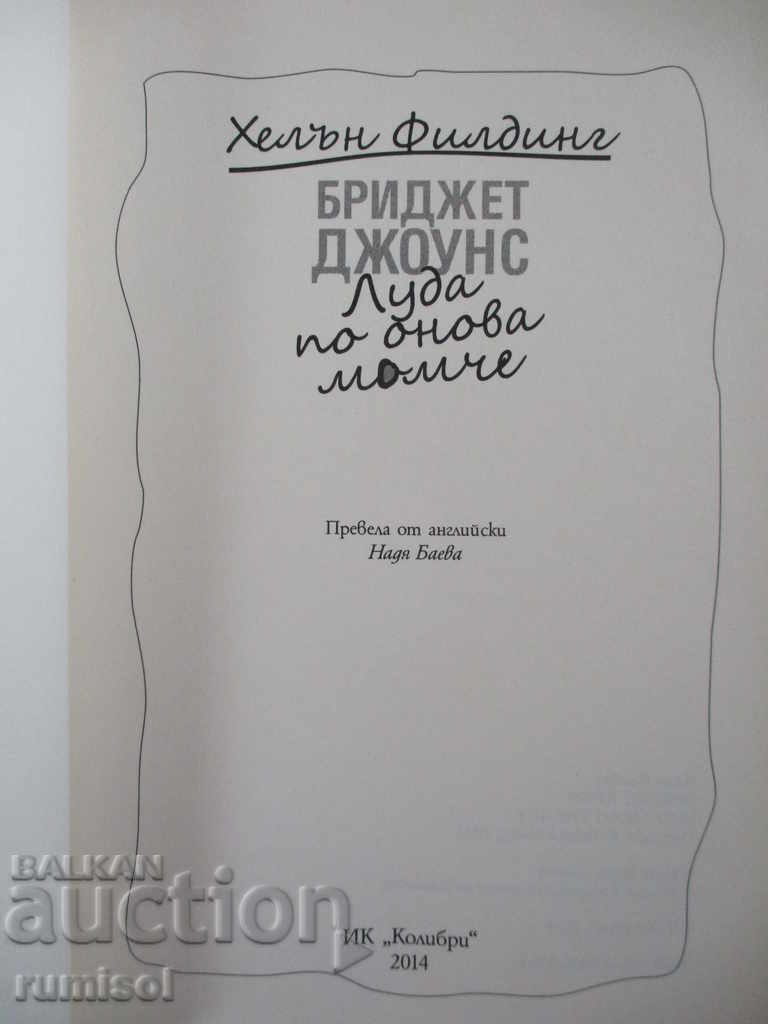 Хелън Филдинг
БРИДЖЕТ
ДЖОУНС
Луда
по онова
момче
Превела от английски
Надя Баева
ИК „Колибри“
2014
BALKAN
auction
rumisol